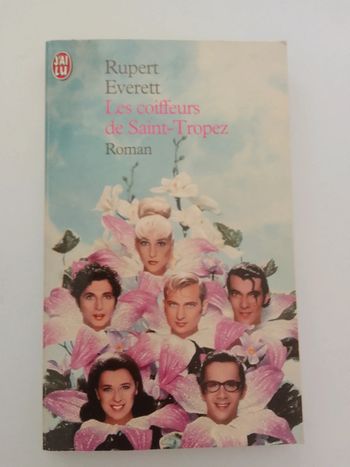 J'AI
LU
Rupert
Everett
Les coiffeurs
de Saint-Tropez
Roman